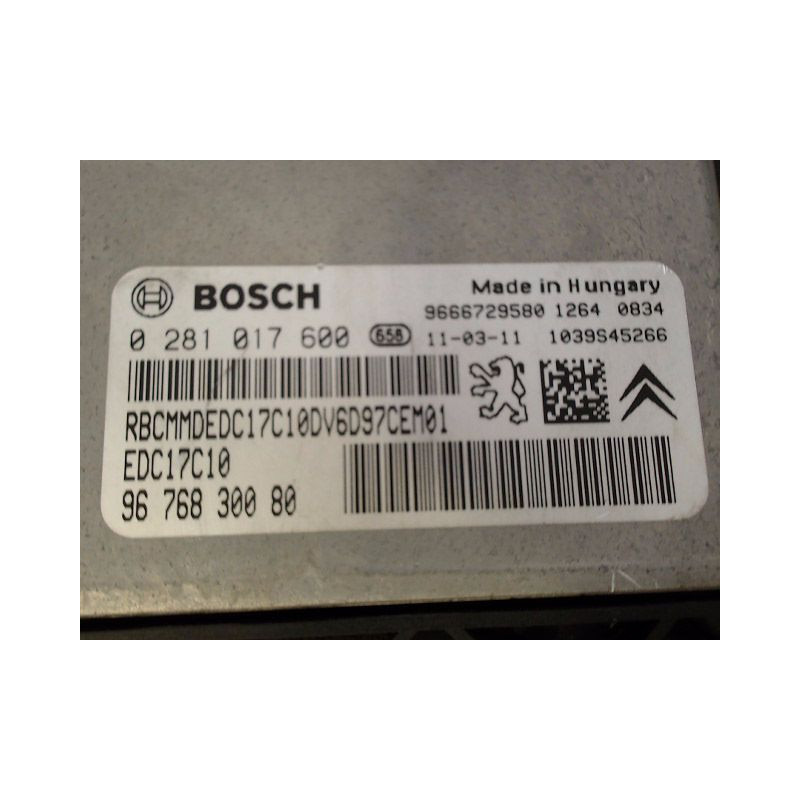 BOSCH
Made in Hungary
9666729580 1264 0834
0 281 017 600 658 11-03-11 1039S45266
RBCMMDEDC17C10DV6D97CEM01
EDC17C10
96 768 300 80